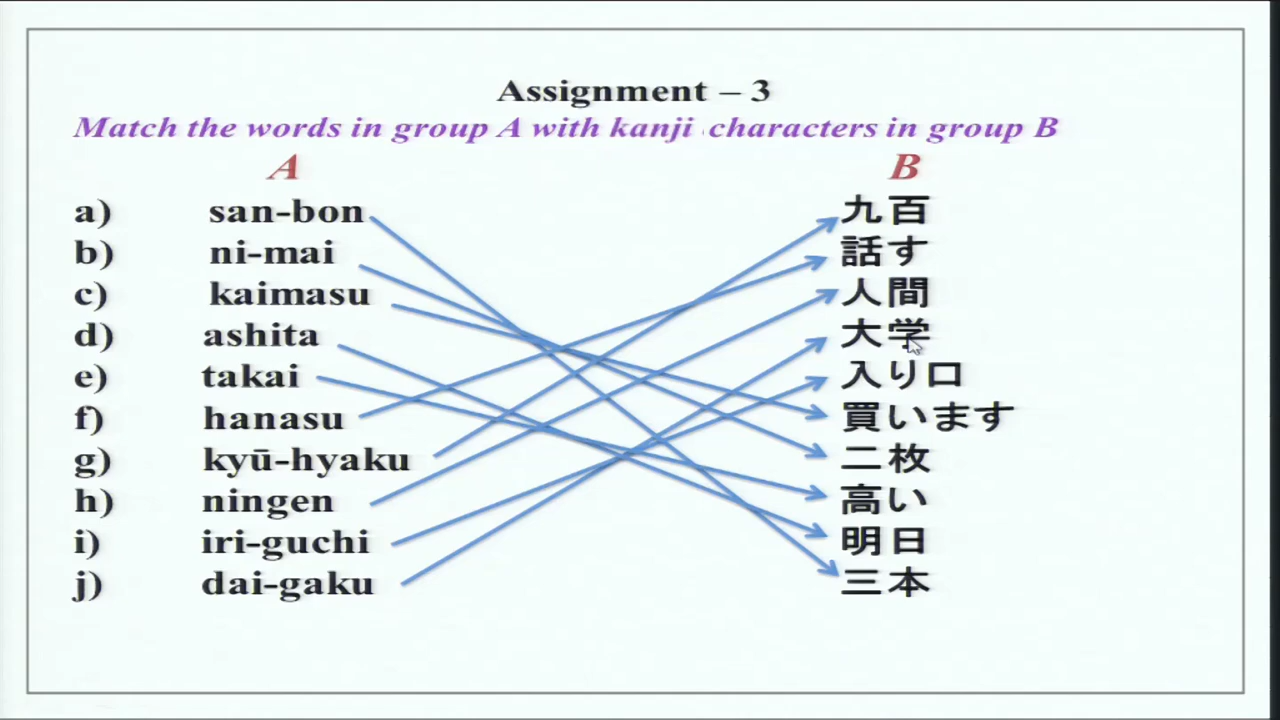 Assignment – 3
Match the words in group A with kanji characters in group B
A B
a) san-bon 九百
b) ni-mai 話す
c) kaimasu 人間
d) ashita 大学
e) takai 入り口
f) hanasu 買います
g) kyū-hyaku 二枚
h) ningen 高い
i) iri-guchi 明日
j) dai-gaku 三本